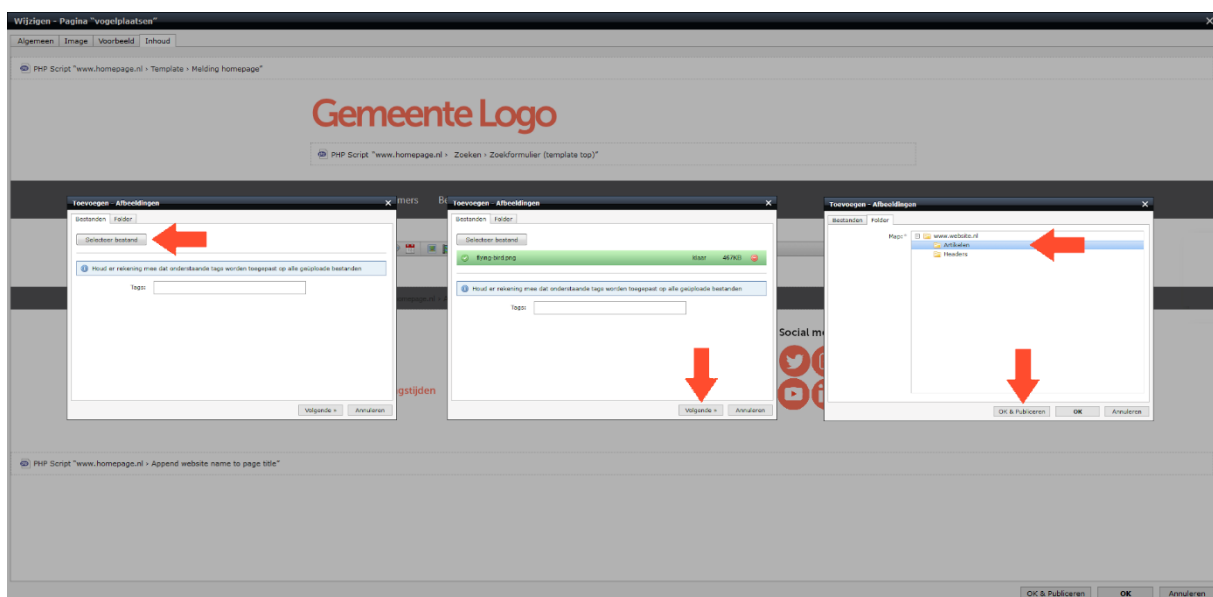 Wijzigen - Pagina "vogelplaatsen"
Algemeen Image Voorbeeld Inhoud
PHP Script "www.homepage.nl › Template › Melding homepage"
Gemeente Logo
PHP Script "www.homepage.nl › Zoeken › Zoekformulier (template top)"
mers
Toevoegen - Afbeeldingen
Bestanden Folder
Selecteer bestand
Houd er rekening mee dat onderstaande tags worden toegepast op alle geüploade bestanden
Tags:
Volgende » Annuleren
Toevoegen - Afbeeldingen
Bestanden Folder
Selecteer bestand
flying-bird.png klaar 467KB
Houd er rekening mee dat onderstaande tags worden toegepast op alle geüploade bestanden
Tags:
Volgende » Annuleren
Toevoegen - Afbeeldingen
Bestanden Folder
Map: * www.website.nl
Artikelen
Headers
OK & Publiceren OK Annuleren
Social m
gstijden
PHP Script "www.homepage.nl › Append website name to page title"
OK & Publiceren OK Annuleren